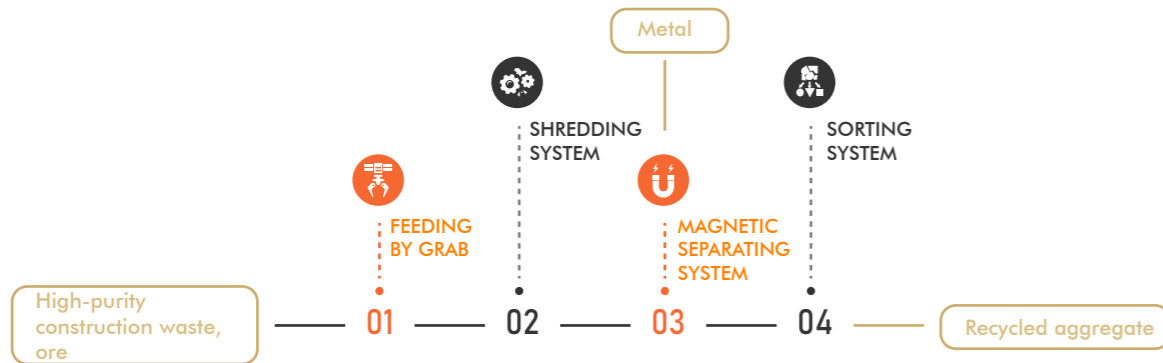 Metal
SHREDDING
SYSTEM
SORTING
SYSTEM
FEEDING
BY GRAB
MAGNETIC
SEPARATING
SYSTEM
High-purity
construction waste,
ore
01
02
03
04
Recycled aggregate